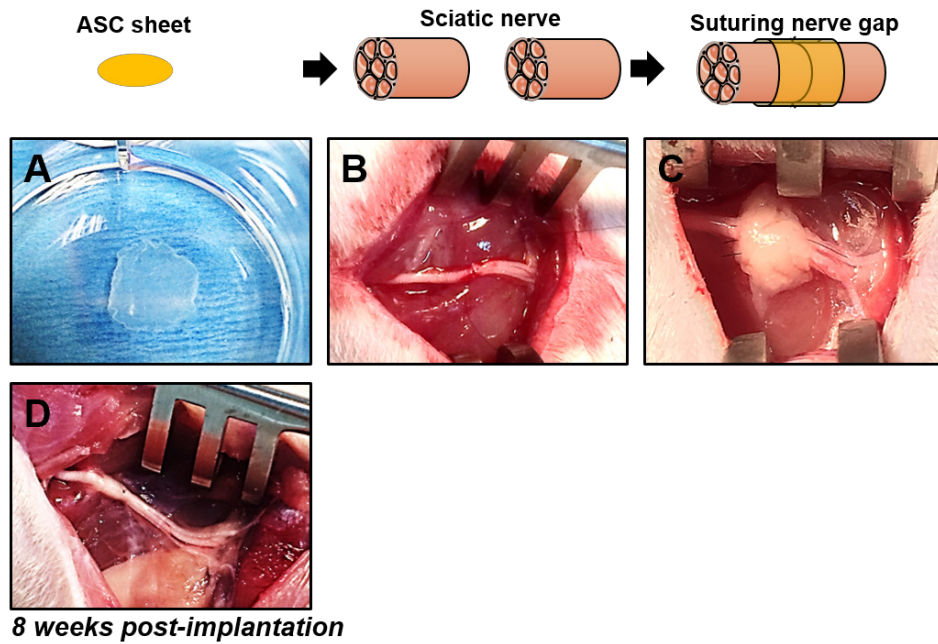 ASC sheet
Sciatic nerve
Suturing nerve gap
A
B
C
D
8 weeks post-implantation